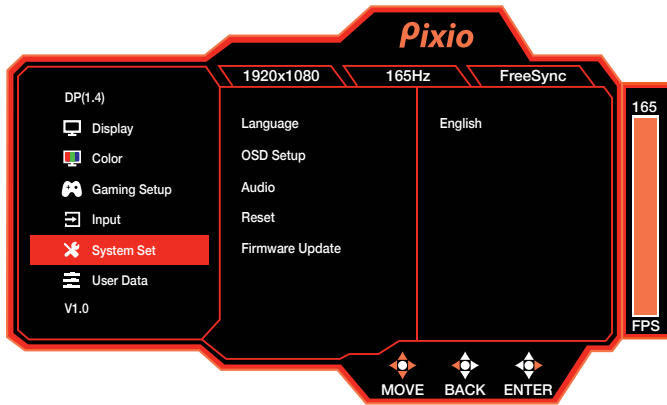 Pixio
1920x1080 165Hz FreeSync
DP(1.4)
Display
Color
Gaming Setup
Input
System Set
User Data
V1.0
Language English
OSD Setup
Audio
Reset
Firmware Update
165
FPS
MOVE BACK ENTER